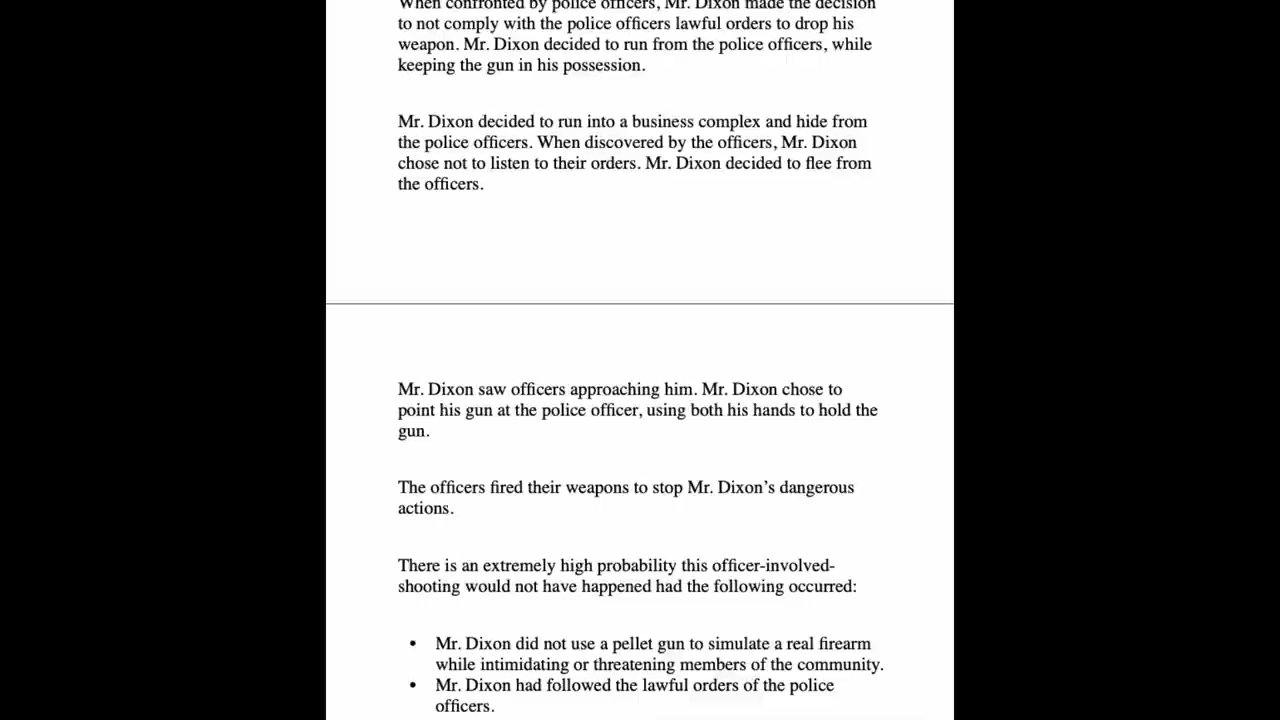 When confronted by police officers, Mr. Dixon made the decision
to not comply with the police officers lawful orders to drop his
weapon. Mr. Dixon decided to run from the police officers, while
keeping the gun in his possession.
Mr. Dixon decided to run into a business complex and hide from
the police officers. When discovered by the officers, Mr. Dixon
chose not to listen to their orders. Mr. Dixon decided to flee from
the officers.
Mr. Dixon saw officers approaching him. Mr. Dixon chose to
point his gun at the police officer, using both his hands to hold the
gun.
The officers fired their weapons to stop Mr. Dixon’s dangerous
actions.
There is an extremely high probability this officer-involved-
shooting would not have happened had the following occurred:
• Mr. Dixon did not use a pellet gun to simulate a real firearm
while intimidating or threatening members of the community.
• Mr. Dixon had followed the lawful orders of the police
officers.